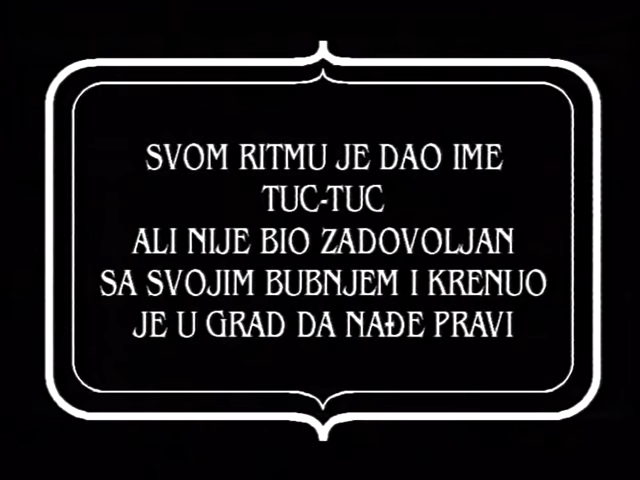 SVOM RITMU JE DAO IME
TUC-TUC
ALI NIJE BIO ZADOVOLJAN
SA SVOJIM BUBNJEM I KRENUO
JE U GRAD DA NAĐE PRAVI